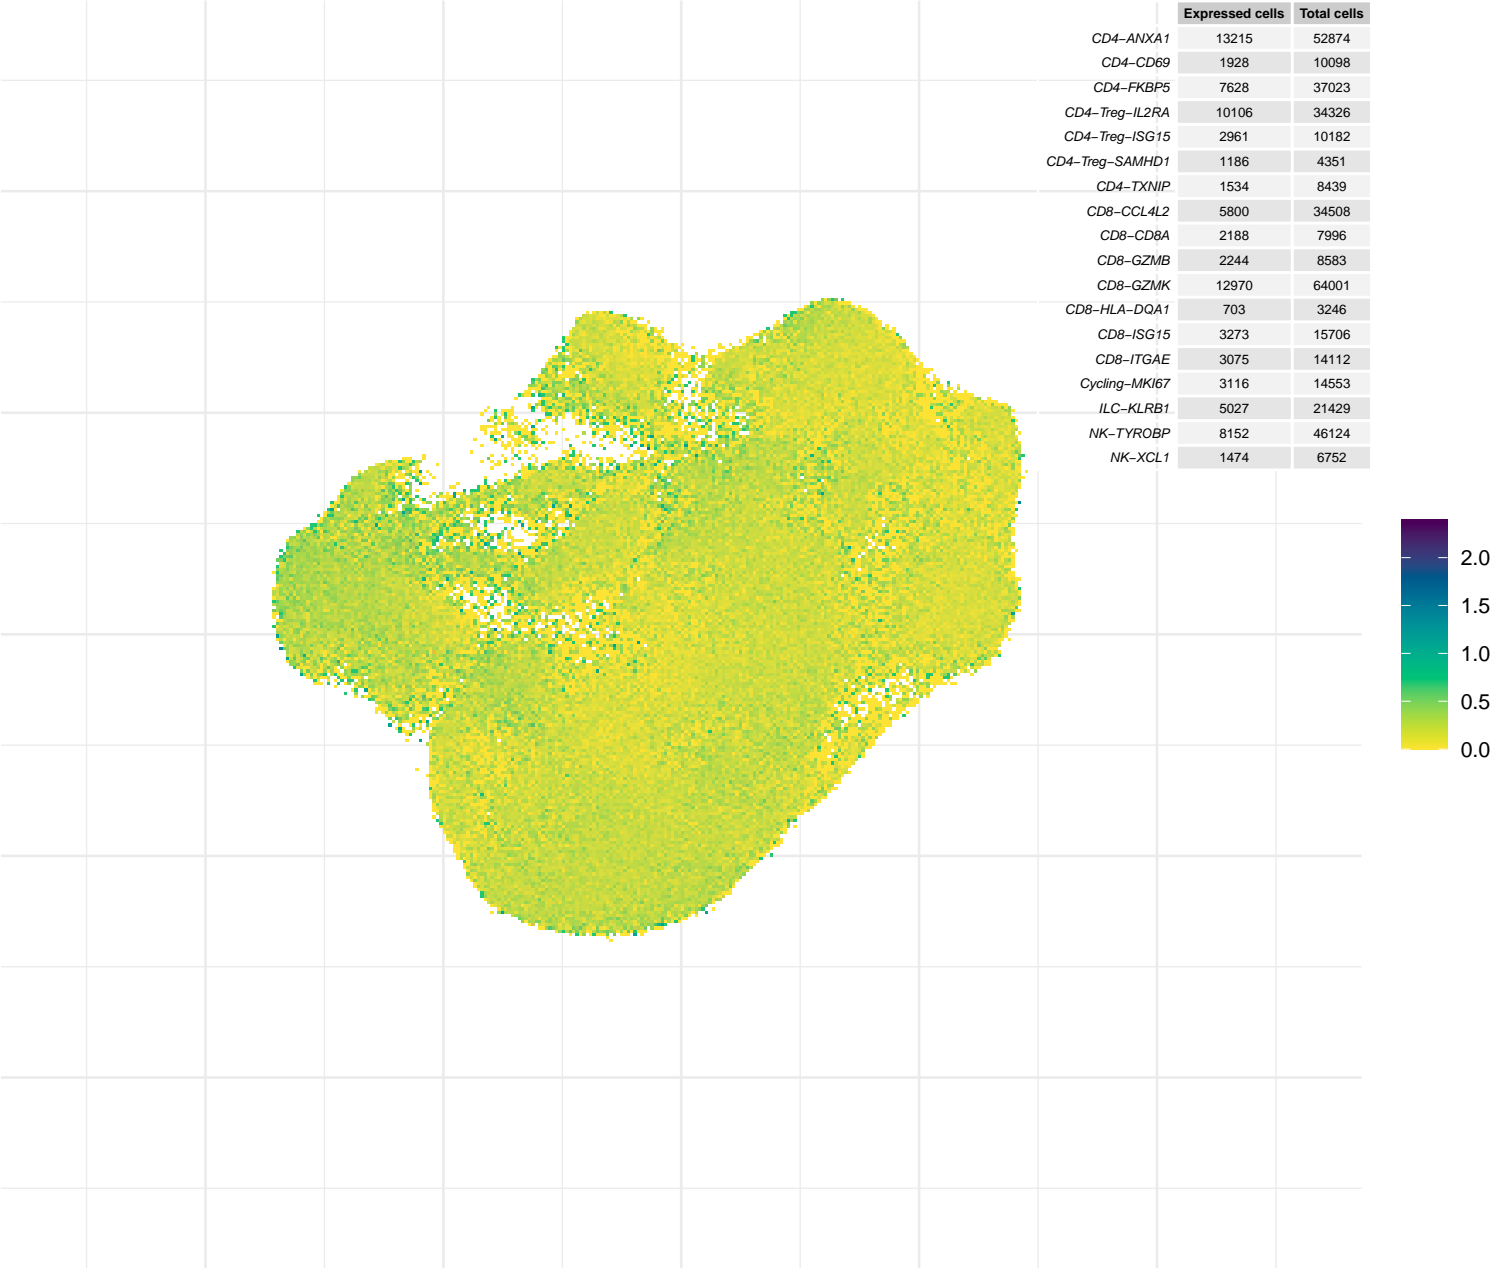 Expressed cells Total cells
CD4−ANXA1 13215 52874
CD4−CD69 1928 10098
CD4−FKBP5 7628 37023
CD4−Treg−IL2RA 10106 34326
CD4−Treg−ISG15 2961 10182
CD4−Treg−SAMHD1 1186 4351
CD4−TXNIP 1534 8439
CD8−CCL4L2 5800 34508
CD8−CD8A 2188 7996
CD8−GZMB 2244 8583
CD8−GZMK 12970 64001
CD8−HLA−DQA1 703 3246
CD8−ISG15 3273 15706
CD8−ITGAE 3075 14112
Cycling−MKI67 3116 14553
ILC−KLRB1 5027 21429
NK−TYROBP 8152 46124
NK−XCL1 1474 6752
2.0
1.5
1.0
0.5
0.0